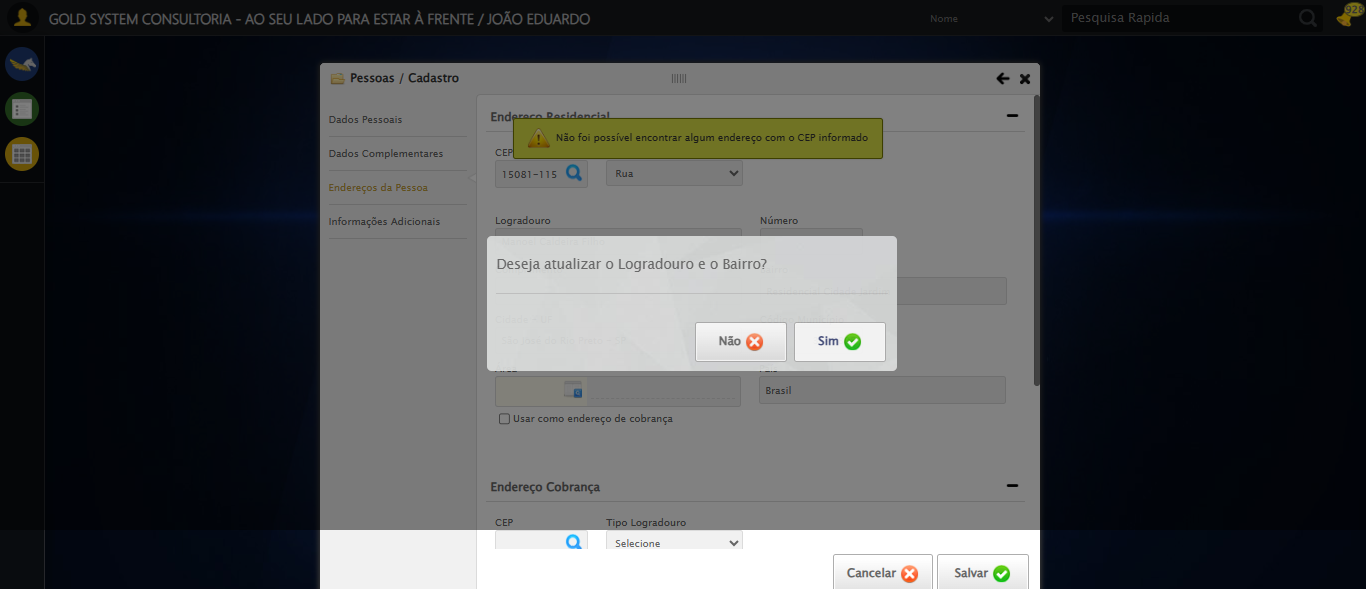 GOLD SYSTEM CONSULTORIA - AO SEU LADO PARA ESTAR À FRENTE / JOÃO EDUARDO
Nome
Pesquisa Rapida
928
Pessoas / Cadastro
Dados Pessoais
Dados Complementares
Endereços da Pessoa
Informações Adicionais
Endereço Residencial
Não foi possível encontrar algum endereço com o CEP informado
CEP
15081-115
Rua
Logradouro
Número
Deseja atualizar o Logradouro e o Bairro?
Não
Sim
Brasil
Usar como endereço de cobrança
Endereço Cobrança
CEP
Tipo Logradouro
Selecione
Cancelar
Salvar